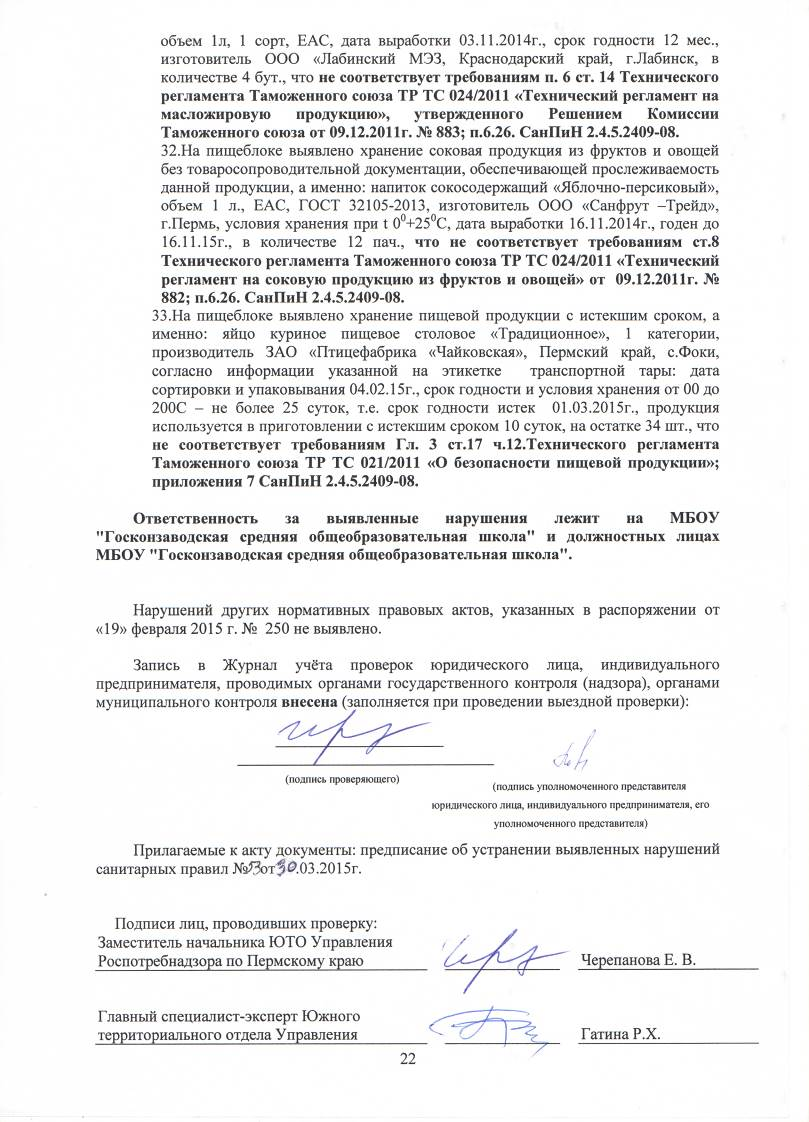 объем 1л, 1 сорт, ЕАС, дата выработки 03.11.2014г., срок годности 12 мес.,
изготовитель ООО «Лабинский МЭЗ, Краснодарский край, г.Лабинск, в
количестве 4 бут., что не соответствует требованиям п. 6 ст. 14 Технического
регламента Таможенного союза ТР ТС 024/2011 «Технический регламент на
масложировую продукцию», утвержденного Решением Комиссии
Таможенного союза от 09.12.2011г. № 883; п.6.26. СанПиН 2.4.5.2409-08.
32.На пищеблоке выявлено хранение соковая продукция из фруктов и овощей
без товаросопроводительной документации, обеспечивающей прослеживаемость
данной продукции, а именно: напиток сокосодержащий «Яблочно-персиковый»,
объем 1 л., ЕАС, ГОСТ 32105-2013, изготовитель ООО «Санфрут –Трейд»,
г.Пермь, условия хранения при t 0⁰+25⁰С, дата выработки 16.11.2014г., годен до
16.11.15г., в количестве 12 пач., что не соответствует требованиям ст.8
Технического регламента Таможенного союза ТР ТС 024/2011 «Технический
регламент на соковую продукцию из фруктов и овощей» от 09.12.2011г. №
882; п.6.26. СанПиН 2.4.5.2409-08.
33.На пищеблоке выявлено хранение пищевой продукции с истекшим сроком, а
именно: яйцо куриное пищевое столовое «Традиционное», 1 категории,
производитель ЗАО «Птицефабрика «Чайковская», Пермский край, с.Фоки,
согласно информации указанной на этикетке транспортной тары: дата
сортировки и упаковывания 04.02.15г., срок годности и условия хранения от 00 до
200С – не более 25 суток, т.е. срок годности истек 01.03.2015г., продукция
используется в приготовлении с истекшим сроком 10 суток, на остатке 34 шт., что
не соответствует требованиям Гл. 3 ст.17 ч.12.Технического регламента
Таможенного союза ТР ТС 021/2011 «О безопасности пищевой продукции»;
приложения 7 СанПиН 2.4.5.2409-08.
Ответственность за выявленные нарушения лежит на МБОУ
"Госконзаводская средняя общеобразовательная школа" и должностных лицах
МБОУ "Госконзаводская средняя общеобразовательная школа".
Нарушений других нормативных правовых актов, указанных в распоряжении от
«19» февраля 2015 г. № 250 не выявлено.
Запись в Журнал учёта проверок юридического лица, индивидуального
предпринимателя, проводимых органами государственного контроля (надзора), органами
муниципального контроля внесена (заполняется при проведении выездной проверки):
(подпись проверяющего)
(подпись уполномоченного представителя
юридического лица, индивидуального предпринимателя, его
уполномоченного представителя)
Прилагаемые к акту документы: предписание об устранении выявленных нарушений
санитарных правил № от 30.03.2015г.
Подписи лиц, проводивших проверку:
Заместитель начальника ЮТО Управления
Роспотребнадзора по Пермскому краю Черепанова Е. В.
Главный специалист-эксперт Южного
территориального отдела Управления Гатина Р.Х.
22